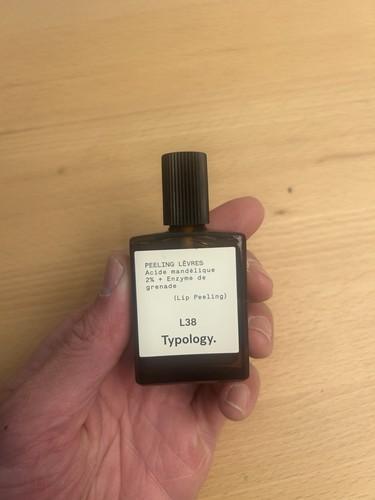 PEELING LÈVRES
Acide mandélique
2% + Enzyme de
grenade
(Lip Peeling)
L38
Typology.